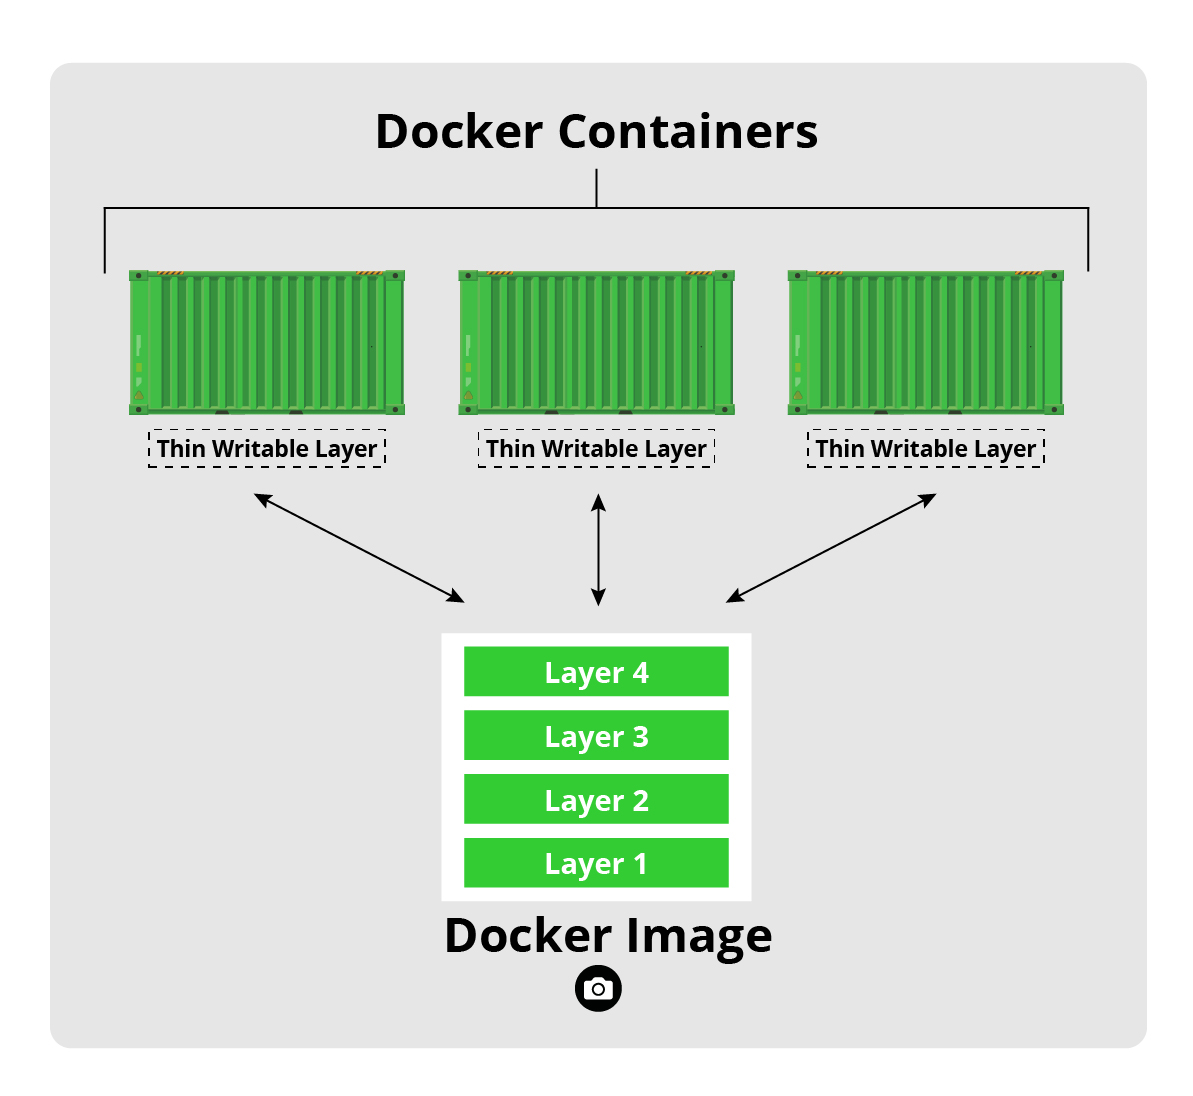 Docker Containers
Thin Writable Layer
Thin Writable Layer
Thin Writable Layer
Layer 4
Layer 3
Layer 2
Layer 1
Docker Image